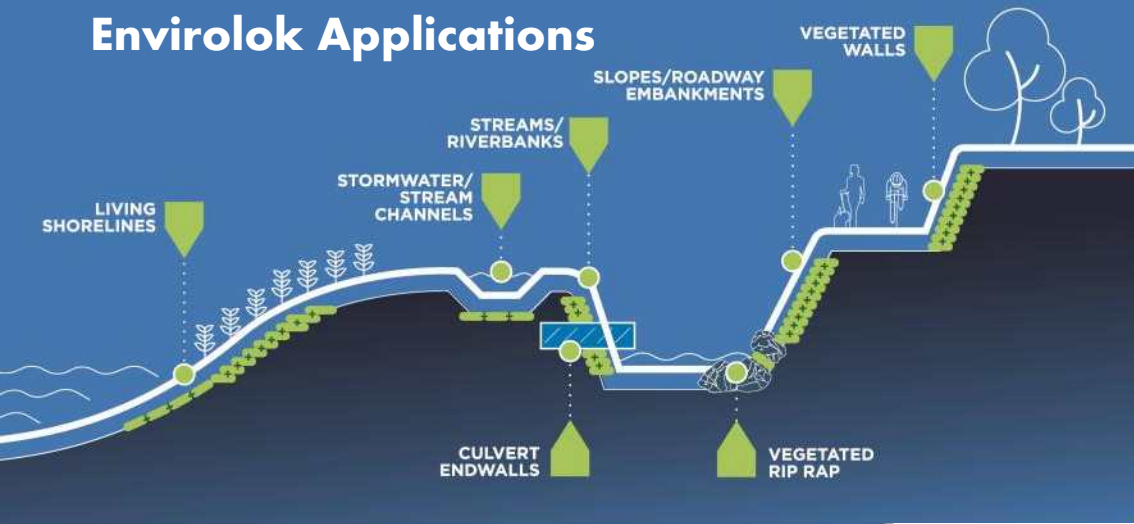 Envirolok Applications
VEGETATED
WALLS
SLOPES/ROADWAY
EMBANKMENTS
STREAMS/
RIVERBANKS
STORMWATER/
STREAM
CHANNELS
LIVING
SHORELINES
CULVERT
ENDWALLS
VEGETATED
RIP RAP